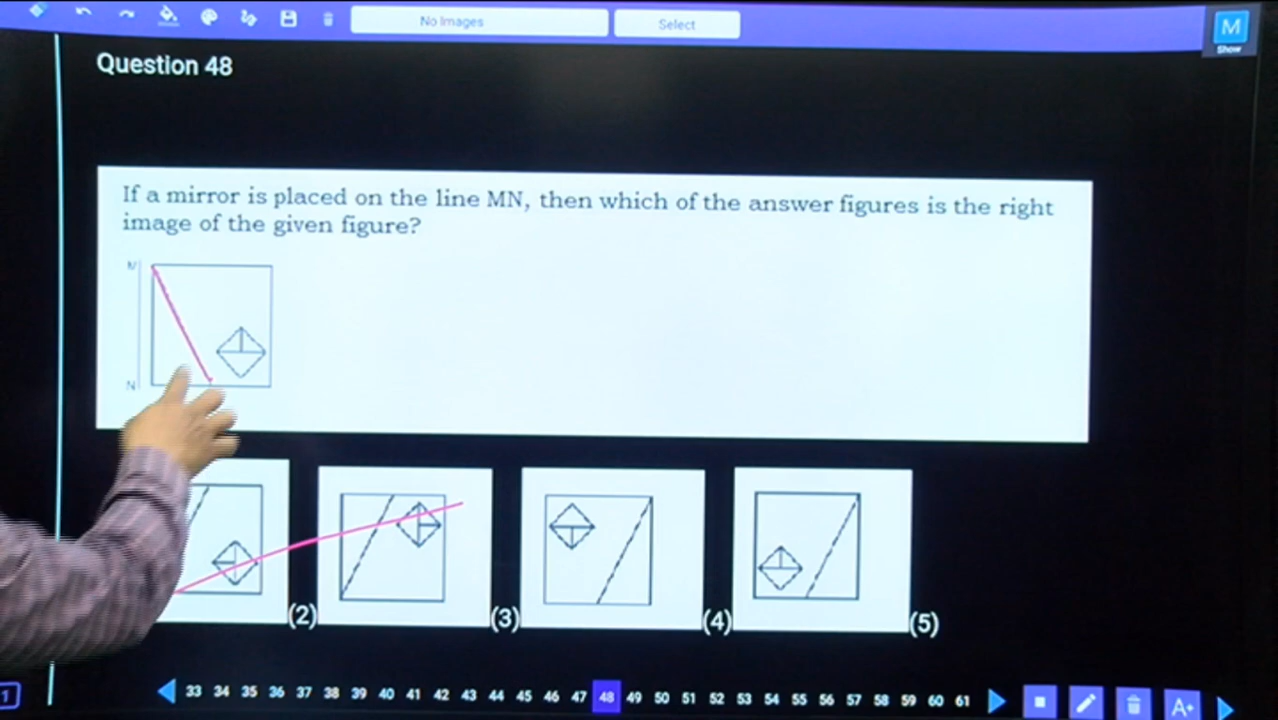 No Images
Select
M
Show
Question 48
If a mirror is placed on the line MN, then which of the answer figures is the right
image of the given figure?
M
N
(2)
(3)
(4)
(5)
1
33 34 35 36 37 38 39 40 41 42 43 44 45 46 47 48 49 50 51 52 53 54 55 56 57 58 59 60 61
A+